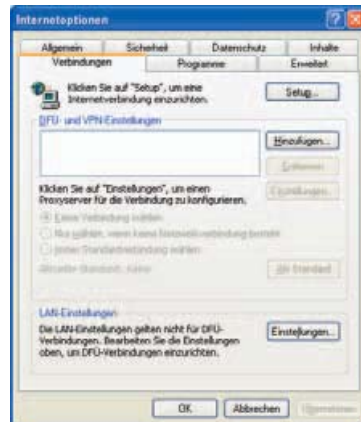 Internetoptionen
Allgemein Sicherheit Datenschutz Inhalte
Verbindungen Programme Erweitert
Klicken Sie auf "Setup", um eine
Internetverbindung einzurichten.
Setup...
DFÜ- und VPN-Einstellungen
Hinzufügen...
Entfernen
Klicken Sie auf "Einstellungen", um einen
Proxyserver für die Verbindung zu konfigurieren.
Einstellungen...
Keine Verbindung wählen
Nur wählen, wenn keine Netzwerkverbindung besteht
Immer Standardverbindung wählen
Aktueller Standard: Keine
Als Standard
LAN-Einstellungen
Die LAN-Einstellungen gelten nicht für DFÜ-
Verbindungen. Bearbeiten Sie die Einstellungen
oben, um DFÜ-Verbindungen einzurichten.
Einstellungen...
OK Abbrechen Übernehmen